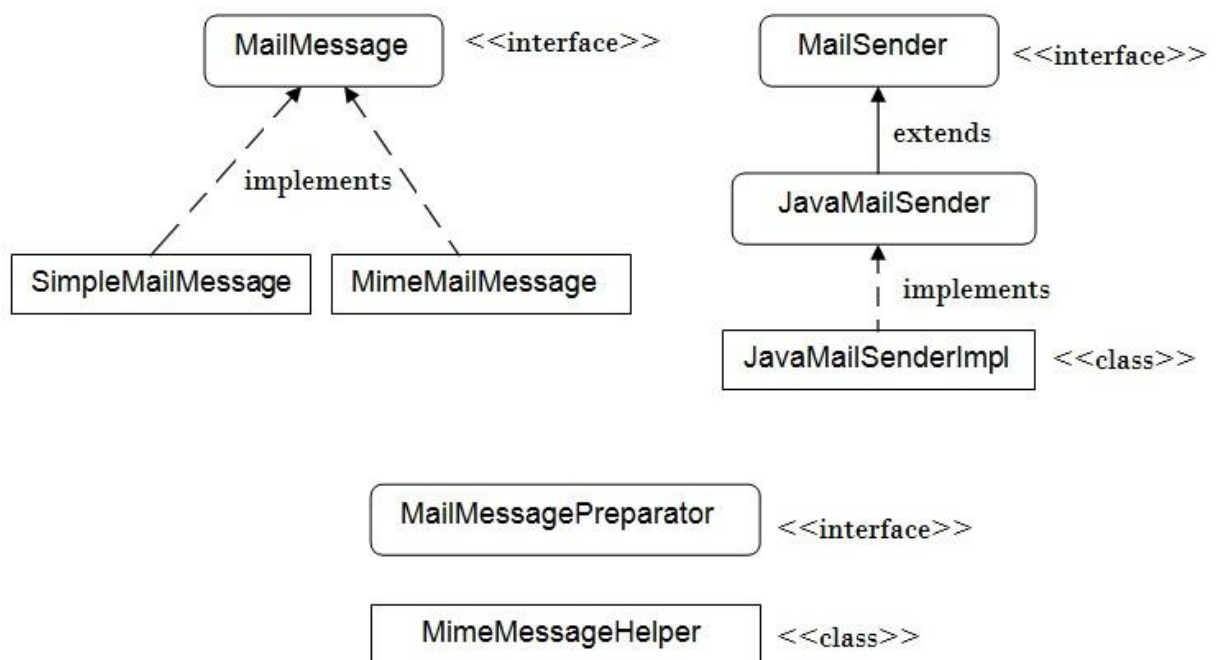 MailMessage <<interface>>
MailSender <<interface>>
extends
implements
JavaMailSender
SimpleMailMessage
MimeMailMessage
implements
JavaMailSenderImpl <<class>>
MailMessagePreparator <<interface>>
MimeMessageHelper <<class>>